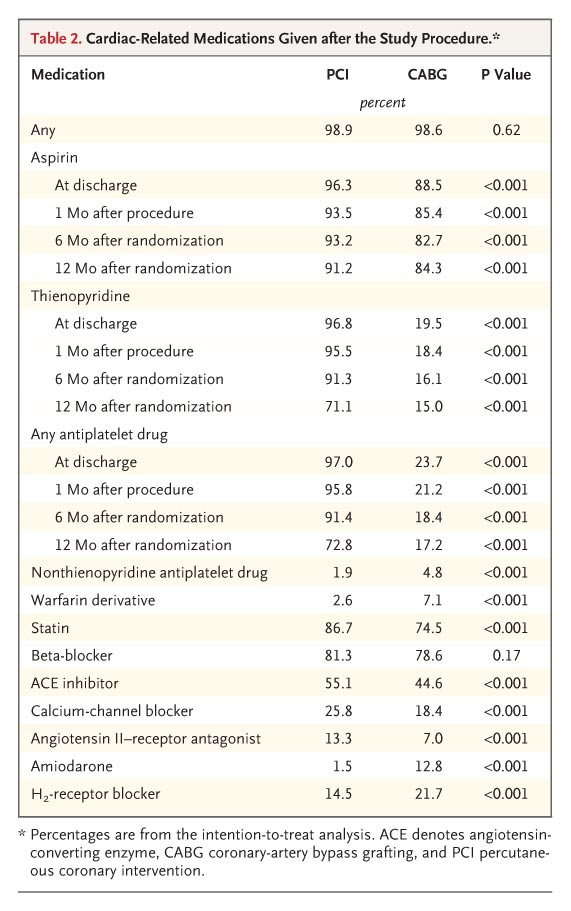 Table 2. Cardiac-Related Medications Given after the Study Procedure.*
Medication PCI CABG P Value
percent
Any 98.9 98.6 0.62
Aspirin
At discharge 96.3 88.5 <0.001
1 Mo after procedure 93.5 85.4 <0.001
6 Mo after randomization 93.2 82.7 <0.001
12 Mo after randomization 91.2 84.3 <0.001
Thienopyridine
At discharge 96.8 19.5 <0.001
1 Mo after procedure 95.5 18.4 <0.001
6 Mo after randomization 91.3 16.1 <0.001
12 Mo after randomization 71.1 15.0 <0.001
Any antiplatelet drug
At discharge 97.0 23.7 <0.001
1 Mo after procedure 95.8 21.2 <0.001
6 Mo after randomization 91.4 18.4 <0.001
12 Mo after randomization 72.8 17.2 <0.001
Nonthienopyridine antiplatelet drug 1.9 4.8 <0.001
Warfarin derivative 2.6 7.1 <0.001
Statin 86.7 74.5 <0.001
Beta-blocker 81.3 78.6 0.17
ACE inhibitor 55.1 44.6 <0.001
Calcium-channel blocker 25.8 18.4 <0.001
Angiotensin II–receptor antagonist 13.3 7.0 <0.001
Amiodarone 1.5 12.8 <0.001
H₂-receptor blocker 14.5 21.7 <0.001
* Percentages are from the intention-to-treat analysis. ACE denotes angiotensin-
converting enzyme, CABG coronary-artery bypass grafting, and PCI percutane-
ous coronary intervention.